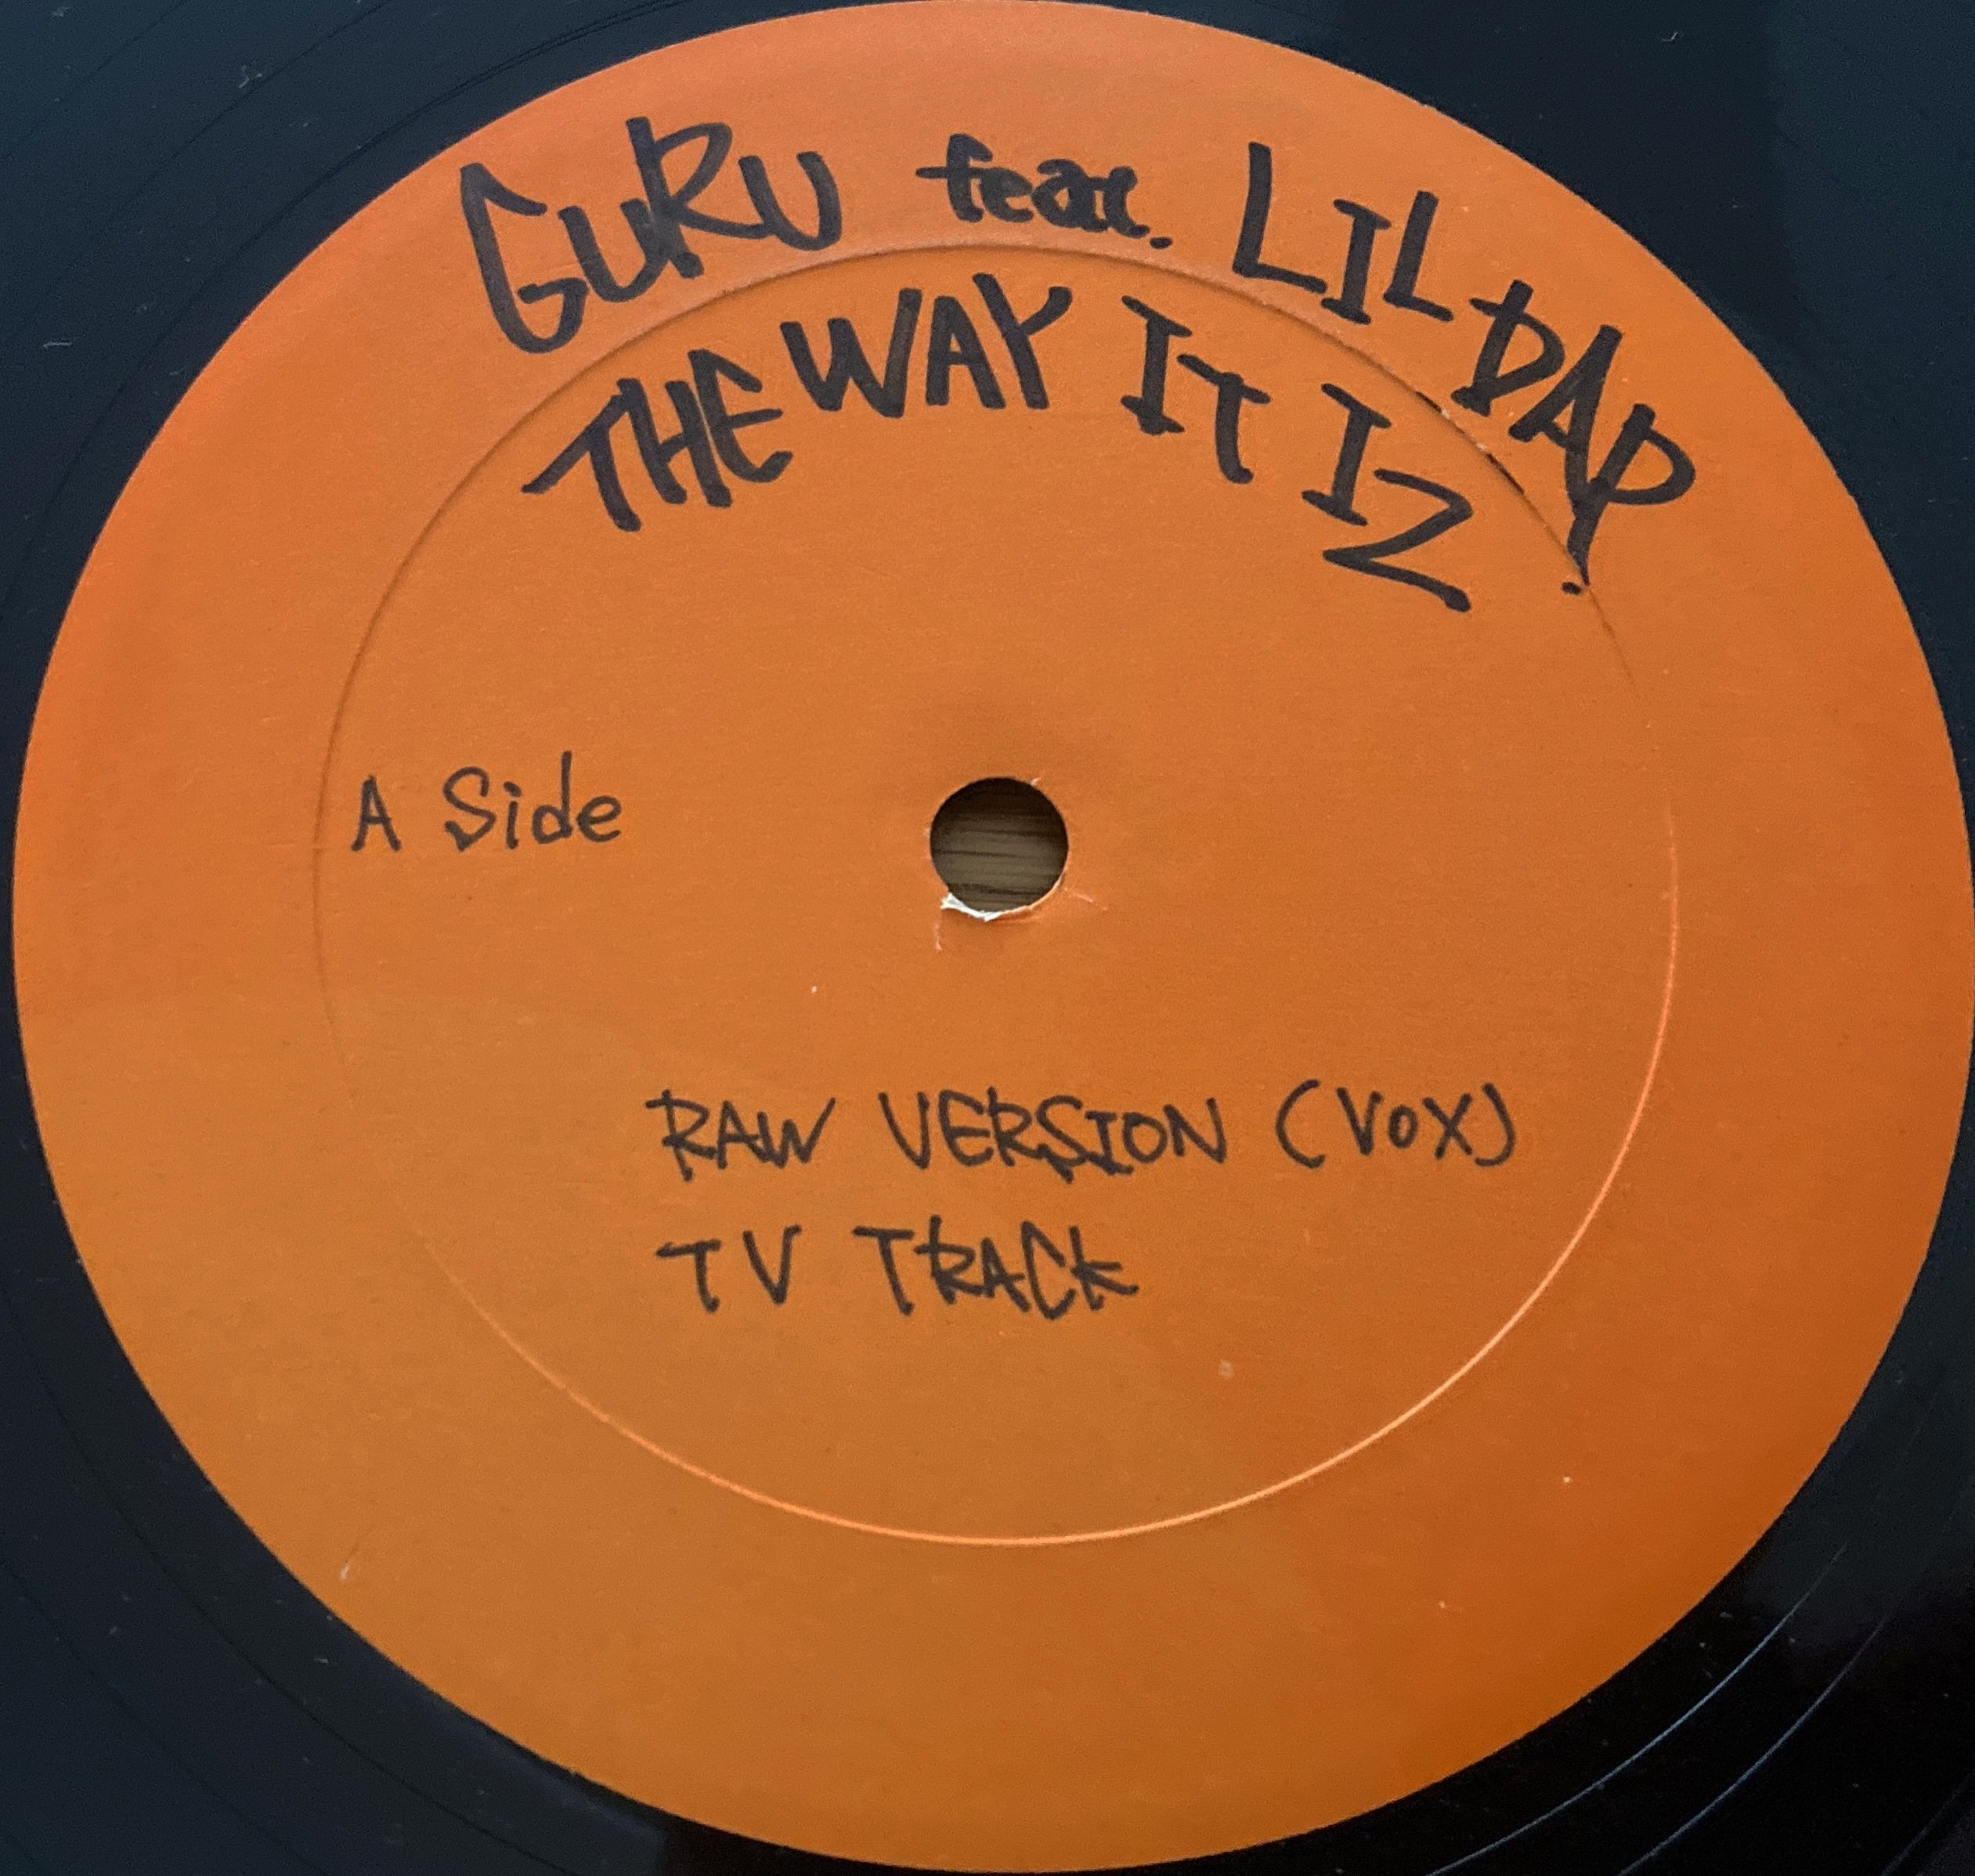 GURU feat. LIL DAP
THE WAY IT IZ
A Side
RAW VERSION (VOX)
TV TRACK